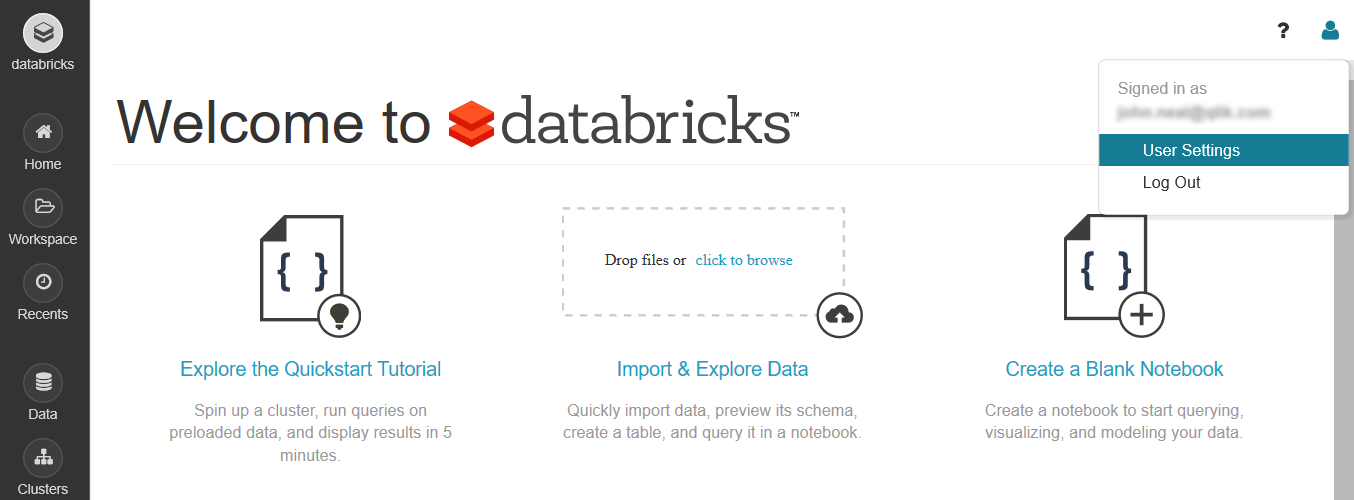 databricks
Home
Workspace
Recents
Data
Clusters
?
Signed in as
User Settings
Log Out
Welcome to databricks™
{ }
Drop files or click to browse
{ }
Explore the Quickstart Tutorial
Spin up a cluster, run queries on
preloaded data, and display results in 5
minutes.
Import & Explore Data
Quickly import data, preview its schema,
create a table, and query it in a notebook.
Create a Blank Notebook
Create a notebook to start querying,
visualizing, and modeling your data.